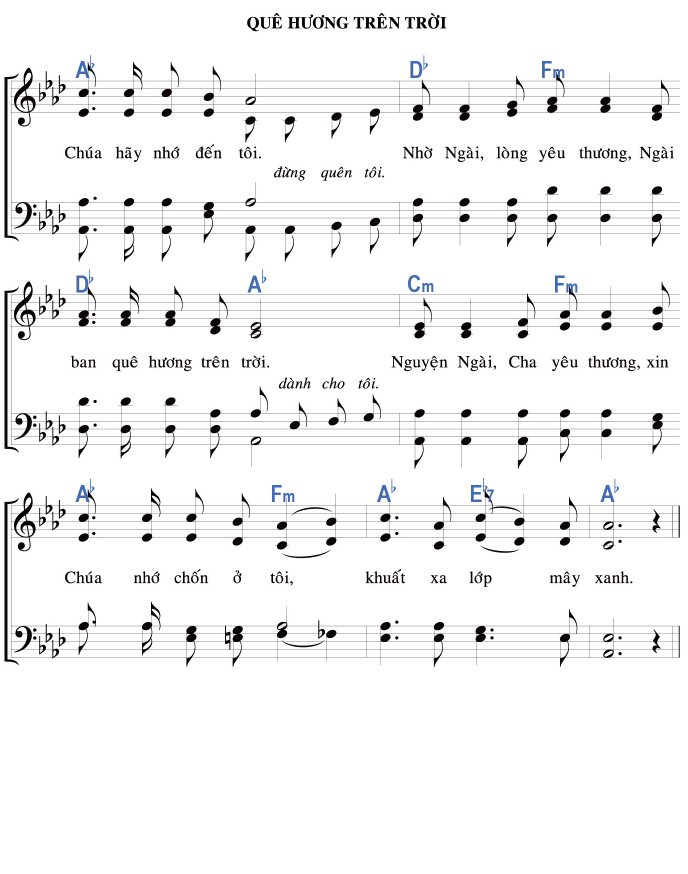 QUÊ HƯƠNG TRÊN TRỜI
A♭ D♭ Fm
Chúa hãy nhớ đến tôi. Nhờ Ngài, lòng yêu thương, Ngài
đừng quên tôi.
D♭ A♭ Cm Fm
ban quê hương trên trời. Nguyện Ngài, Cha yêu thương, xin
dành cho tôi.
A♭ Fm A♭ E♭7 A♭
Chúa nhớ chốn ở tôi, khuất xa lớp mây xanh.